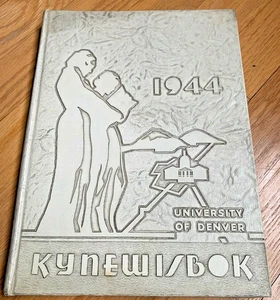 1944
UNIVERSITY
OF DENVER
KYNEWISBOK